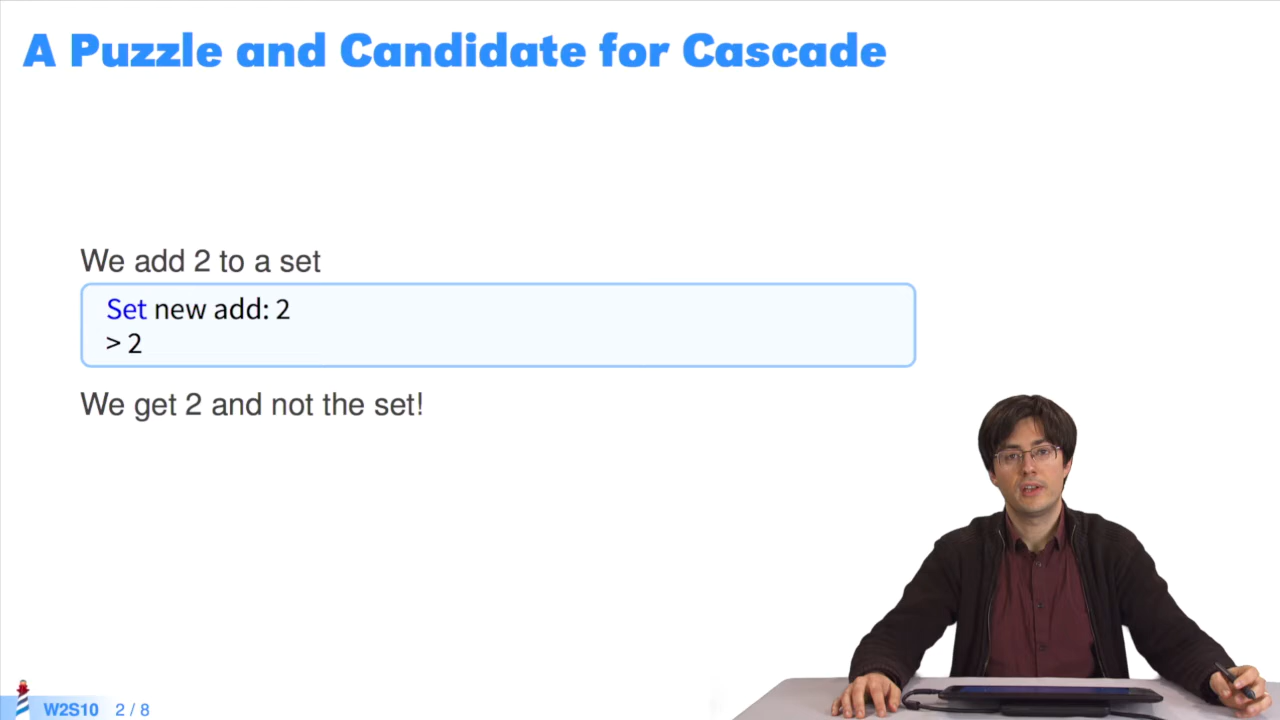 A Puzzle and Candidate for Cascade
We add 2 to a set
Set new add: 2
> 2
We get 2 and not the set!
W2S10 2 / 8